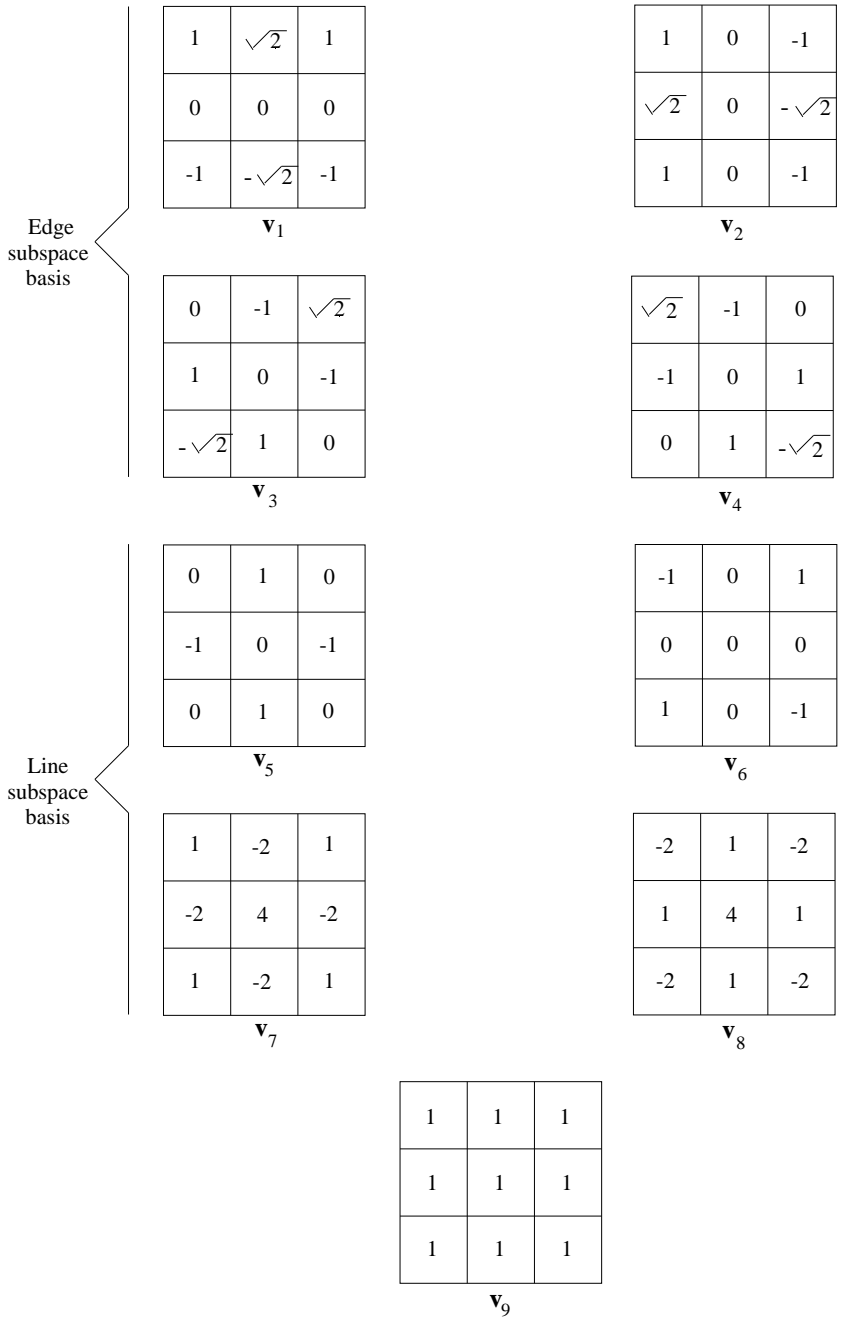 1 √2 1
0 0 0
-1 -√2 -1
v1
1 0 -1
√2 0 -√2
1 0 -1
v2
Edge
subspace
basis
0 -1 √2
1 0 -1
-√2 1 0
v3
√2 -1 0
-1 0 1
0 1 -√2
v4
0 1 0
-1 0 -1
0 1 0
v5
-1 0 1
0 0 0
1 0 -1
v6
Line
subspace
basis
1 -2 1
-2 4 -2
1 -2 1
v7
-2 1 -2
1 4 1
-2 1 -2
v8
1 1 1
1 1 1
1 1 1
v9